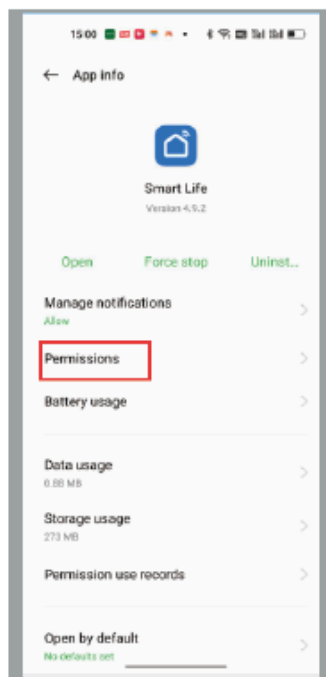 15:00
← App info
Smart Life
Version 4.9.2
Open Force stop Uninst...
Manage notifications
Allow
Permissions
Battery usage
Data usage
0.88 MB
Storage usage
273 MB
Permission use records
Open by default
No defaults set